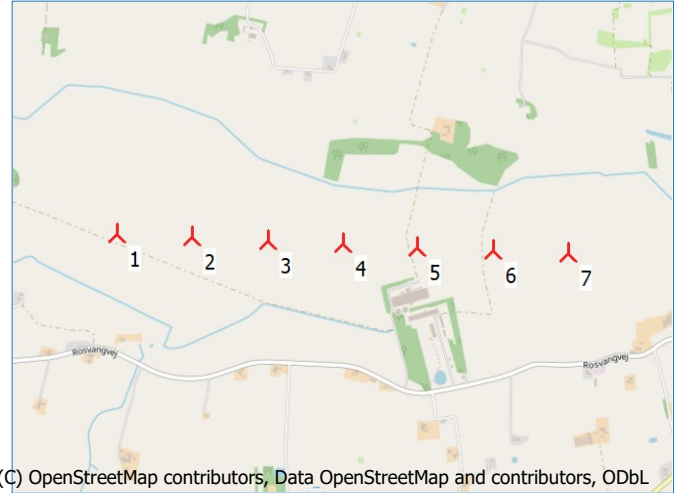 1
2
3
4
5
6
7
Rosvangvej
Rosvangvej
(C) OpenStreetMap contributors, Data OpenStreetMap and contributors, ODbL